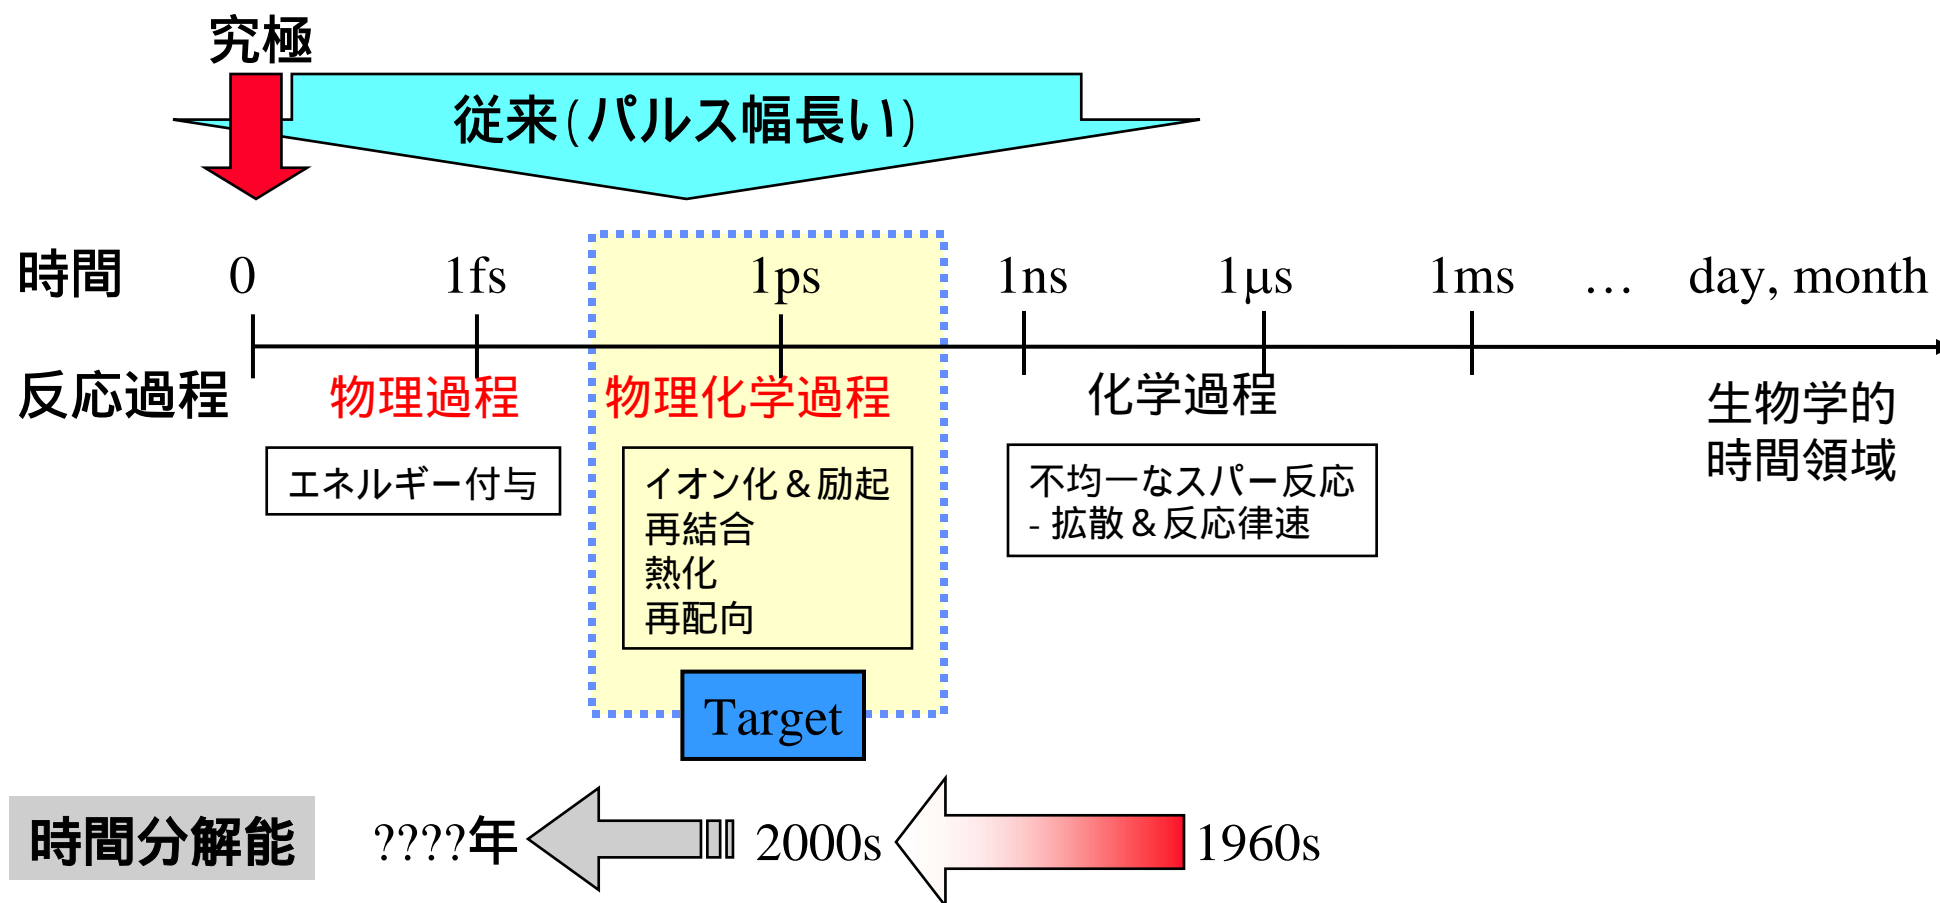 究極
従来(パルス幅長い)
時間 0 1fs 1ps 1ns 1μs 1ms … day, month
反応過程 物理過程 物理化学過程 化学過程 生物学的
時間領域
エネルギー付与
イオン化&励起
再結合
熱化
再配向
不均一なスパー反応
- 拡散&反応律速
Target
時間分解能 ????年 2000s 1960s